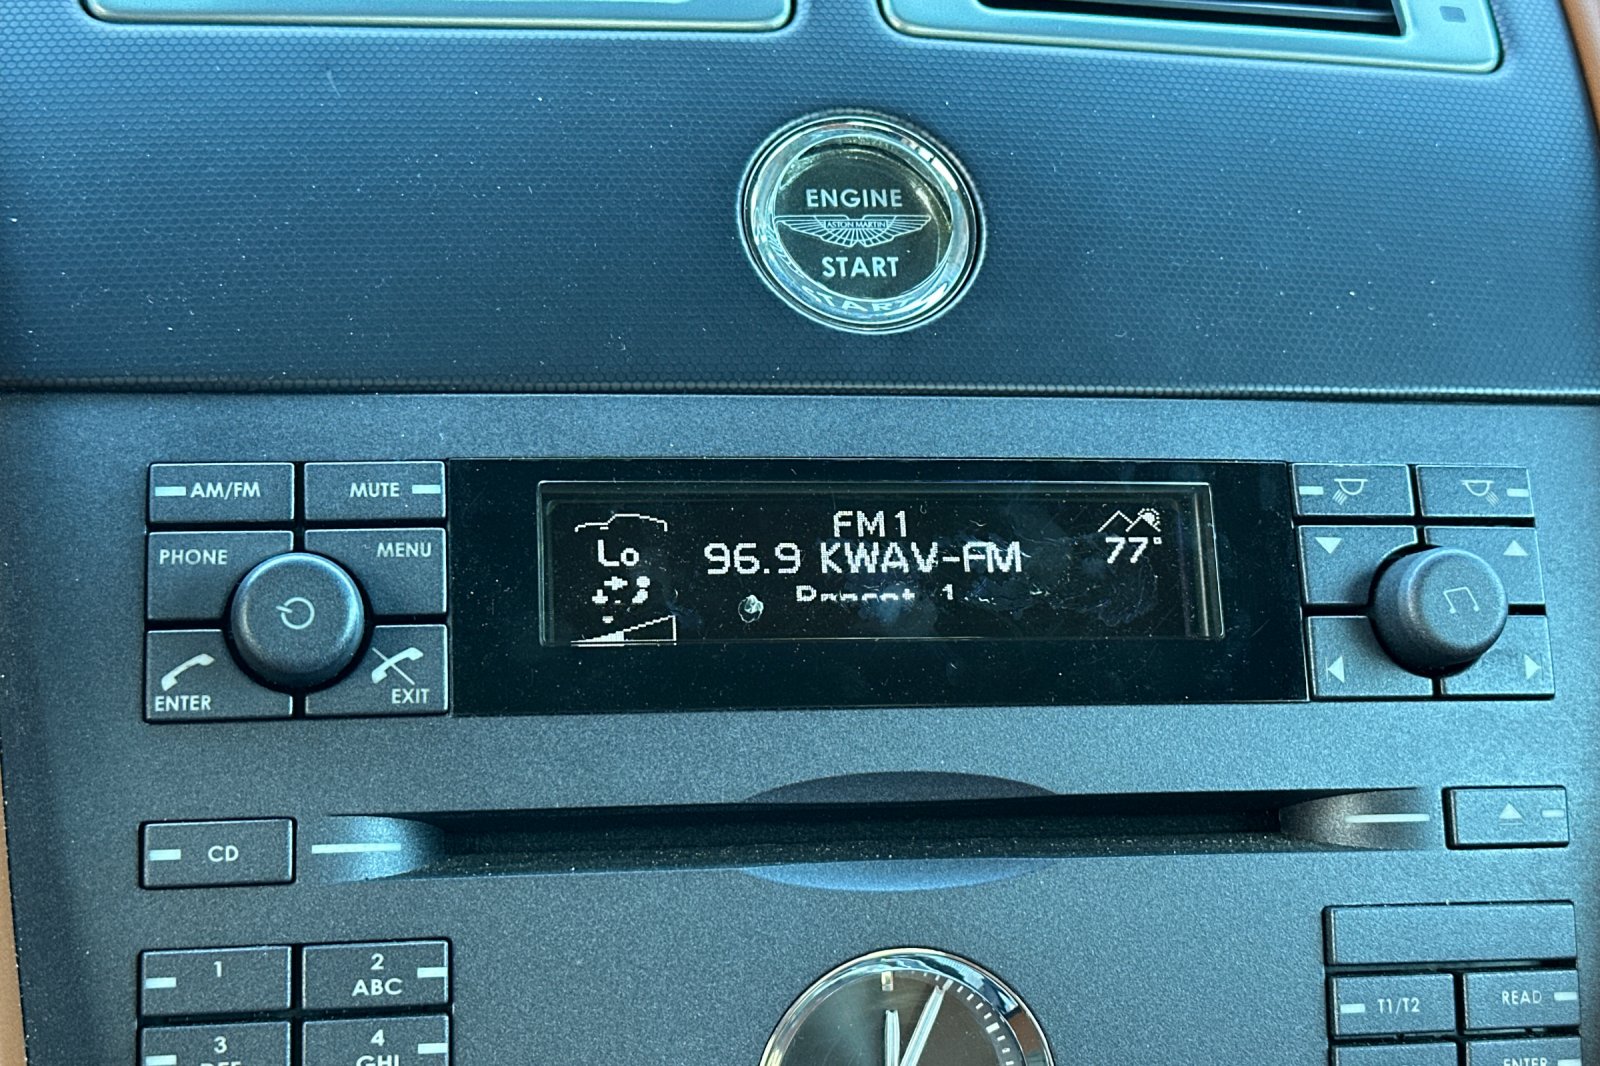 ENGINE
ASTON MARTIN
START
AM/FM
MUTE
PHONE
MENU
ENTER
EXIT
FM1
96.9 KWAV-FM
Lo
77°
CD
1
2
ABC
3
4
GHI
T1/T2
READ
ENTER